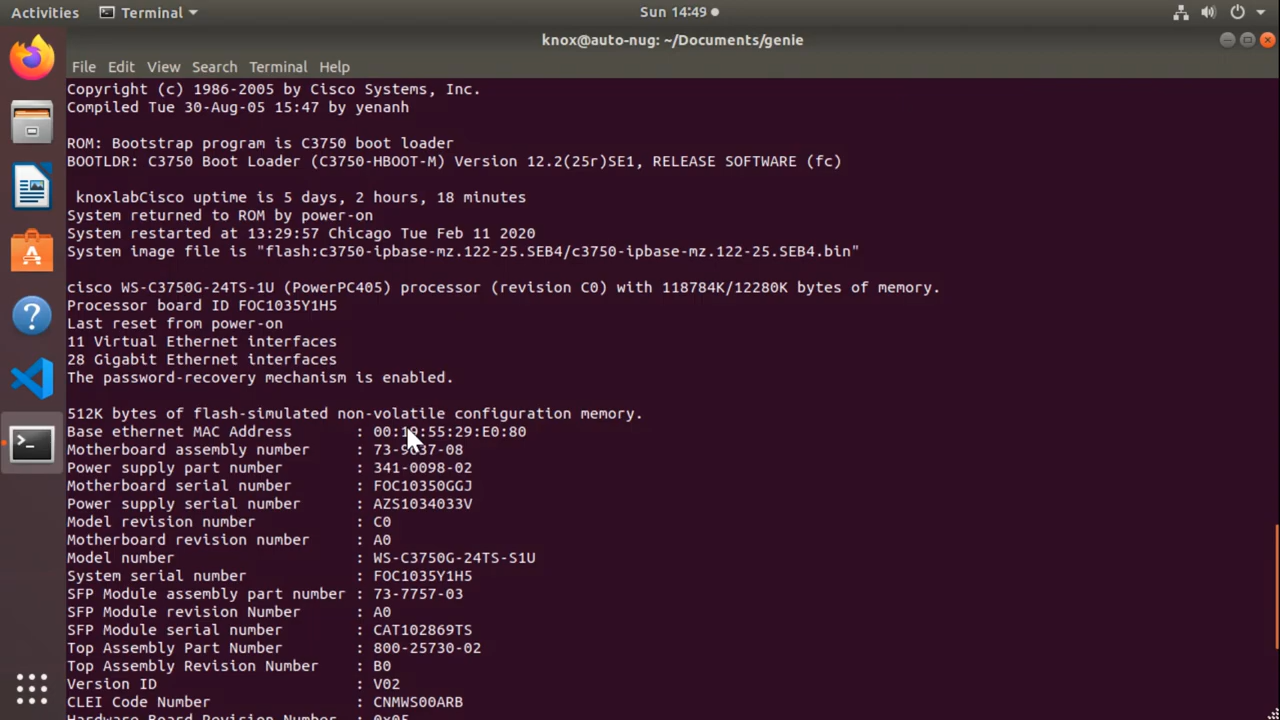 Activities
Terminal
Sun 14:49
knox@auto-nug: ~/Documents/genie
File Edit View Search Terminal Help
Copyright (c) 1986-2005 by Cisco Systems, Inc.
Compiled Tue 30-Aug-05 15:47 by yenanh
ROM: Bootstrap program is C3750 boot loader
BOOTLDR: C3750 Boot Loader (C3750-HBOOT-M) Version 12.2(25r)SE1, RELEASE SOFTWARE (fc)
knoxlabCisco uptime is 5 days, 2 hours, 18 minutes
System returned to ROM by power-on
System restarted at 13:29:57 Chicago Tue Feb 11 2020
System image file is "flash:c3750-ipbase-mz.122-25.SEB4/c3750-ipbase-mz.122-25.SEB4.bin"
cisco WS-C3750G-24TS-1U (PowerPC405) processor (revision C0) with 118784K/12280K bytes of memory.
Processor board ID FOC1035Y1H5
Last reset from power-on
11 Virtual Ethernet interfaces
28 Gigabit Ethernet interfaces
The password-recovery mechanism is enabled.
512K bytes of flash-simulated non-volatile configuration memory.
Base ethernet MAC Address : 00:19:55:29:E0:80
Motherboard assembly number : 73-9637-08
Power supply part number : 341-0098-02
Motherboard serial number : FOC10350GGJ
Power supply serial number : AZS1034033V
Model revision number : C0
Motherboard revision number : A0
Model number : WS-C3750G-24TS-S1U
System serial number : FOC1035Y1H5
SFP Module assembly part number : 73-7757-03
SFP Module revision Number : A0
SFP Module serial number : CAT102869TS
Top Assembly Part Number : 800-25730-02
Top Assembly Revision Number : B0
Version ID : V02
CLEI Code Number : CNMWS00ARB
Hardware Board Revision Number : 0x05